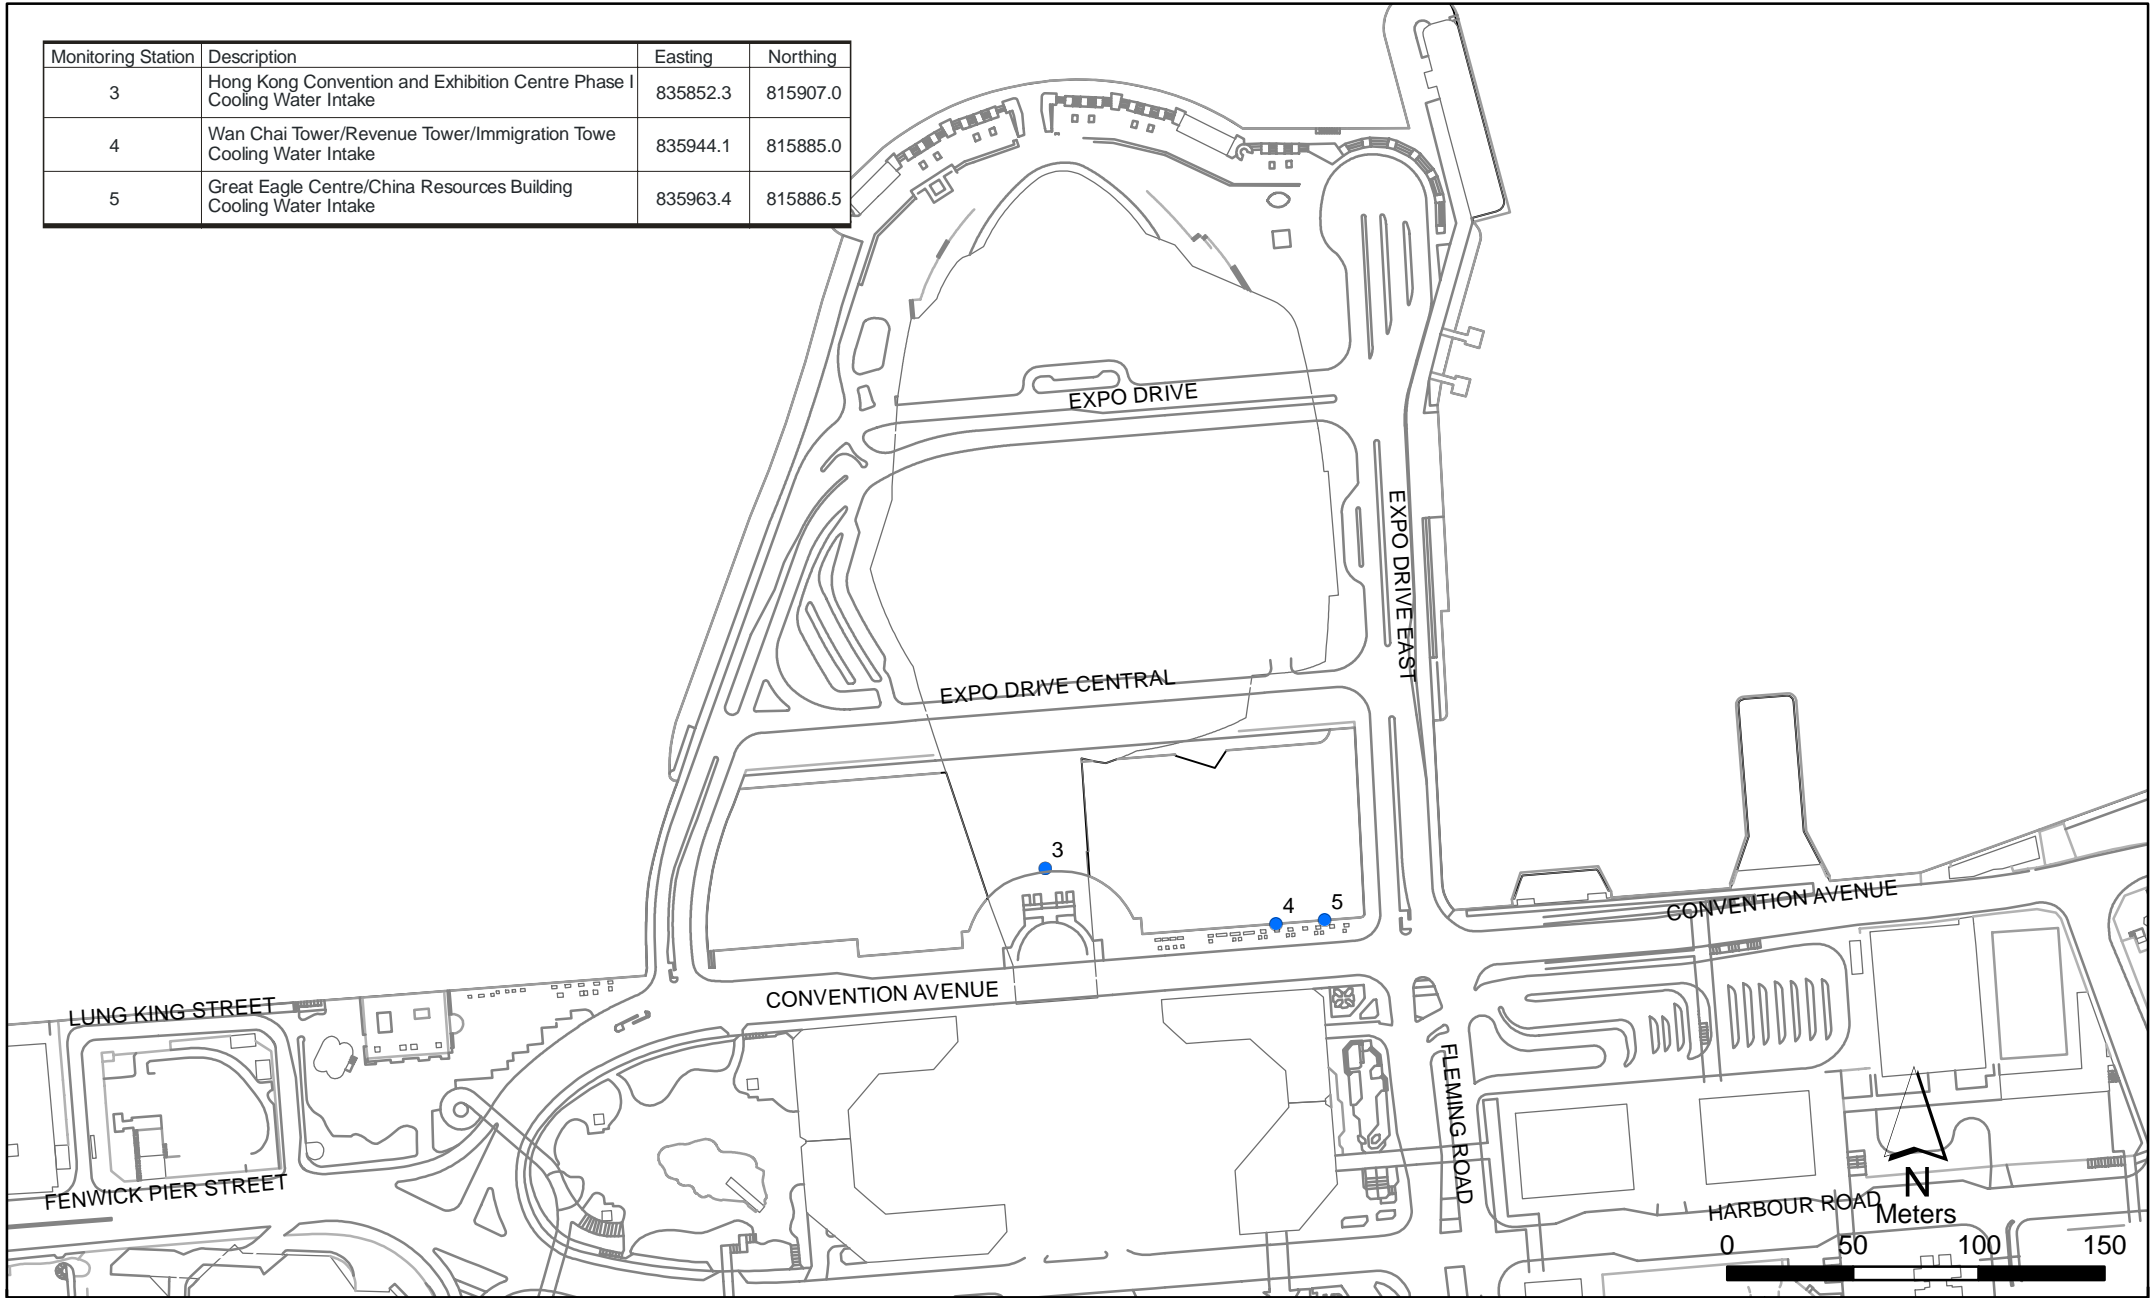 Monitoring Station Description Easting Northing
3 Hong Kong Convention and Exhibition Centre Phase I
Cooling Water Intake 835852.3 815907.0
4 Wan Chai Tower/Revenue Tower/Immigration Towe
Cooling Water Intake 835944.1 815885.0
5 Great Eagle Centre/China Resources Building
Cooling Water Intake 835963.4 815886.5
EXPO DRIVE
EXPO DRIVE EAST
EXPO DRIVE CENTRAL
3
4
5
CONVENTION AVENUE
CONVENTION AVENUE
LUNG KING STREET
FLEMING ROAD
FENWICK PIER STREET
HARBOUR ROAD
N
Meters
0 50 100 150